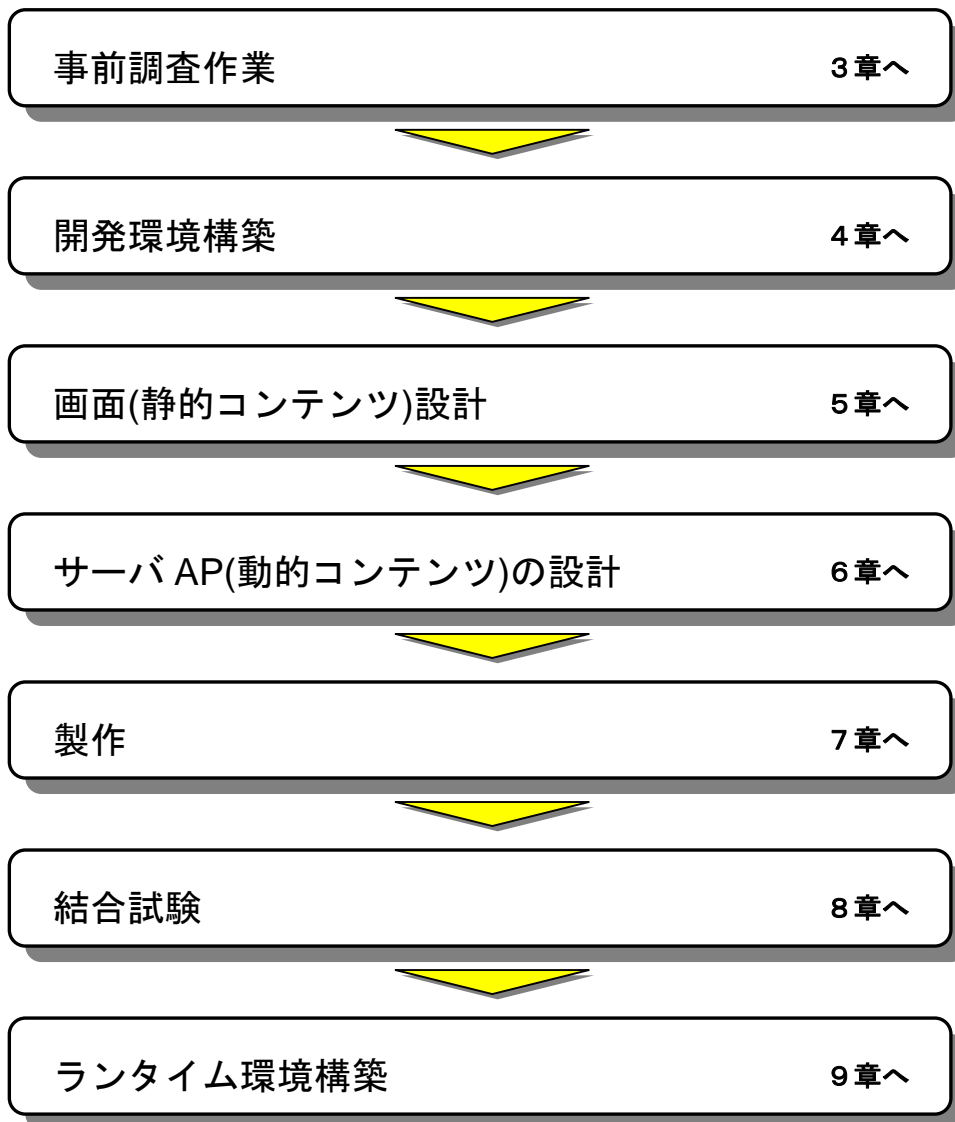 事前調査作業 3章へ
開発環境構築 4章へ
画面(静的コンテンツ)設計 5章へ
サーバ AP(動的コンテンツ)の設計 6章へ
製作 7章へ
結合試験 8章へ
ランタイム環境構築 9章へ